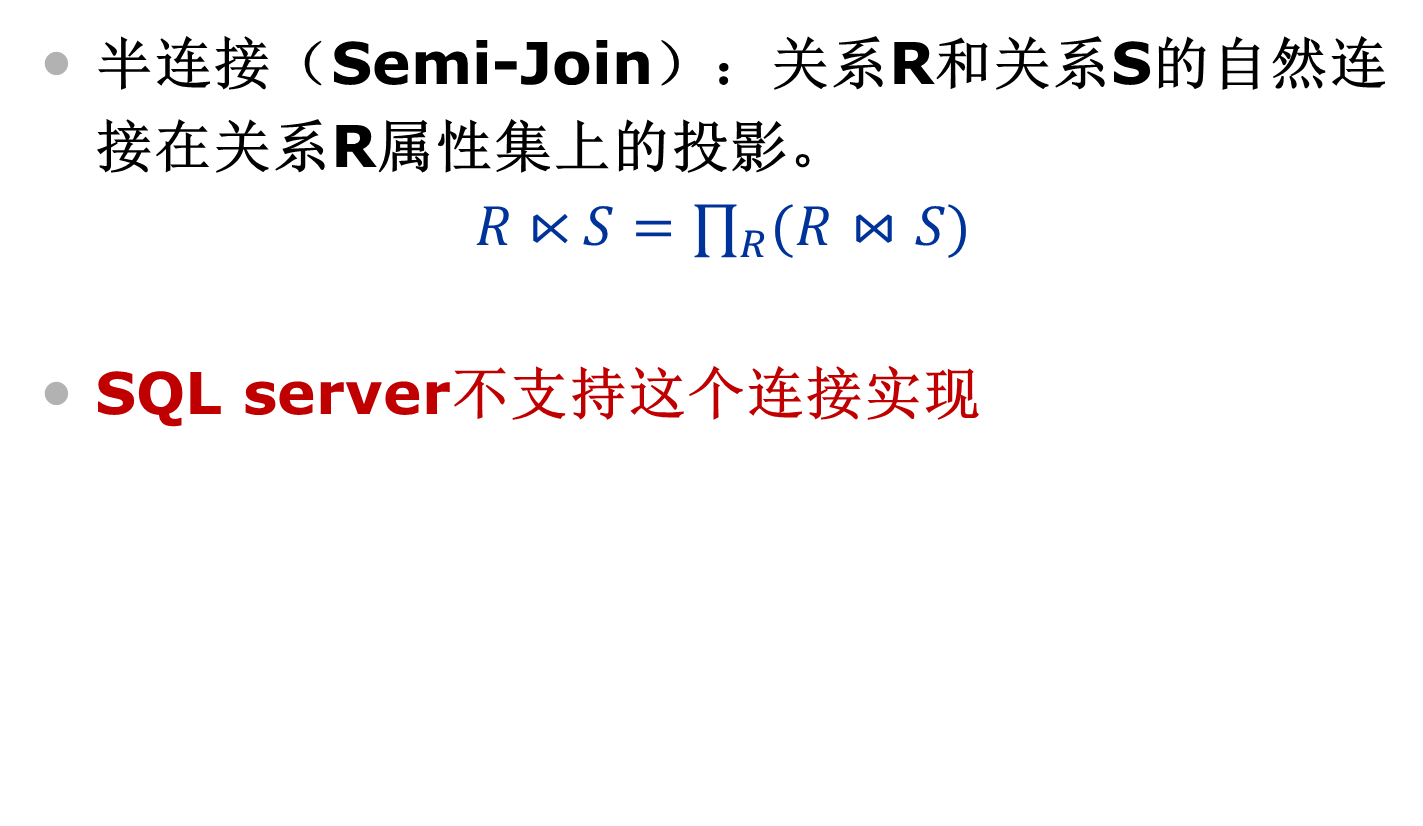 半连接（Semi-Join）：关系R和关系S的自然连
接在关系R属性集上的投影。
R ⋉ S = ∏R(R ⋈ S)
SQL server不支持这个连接实现